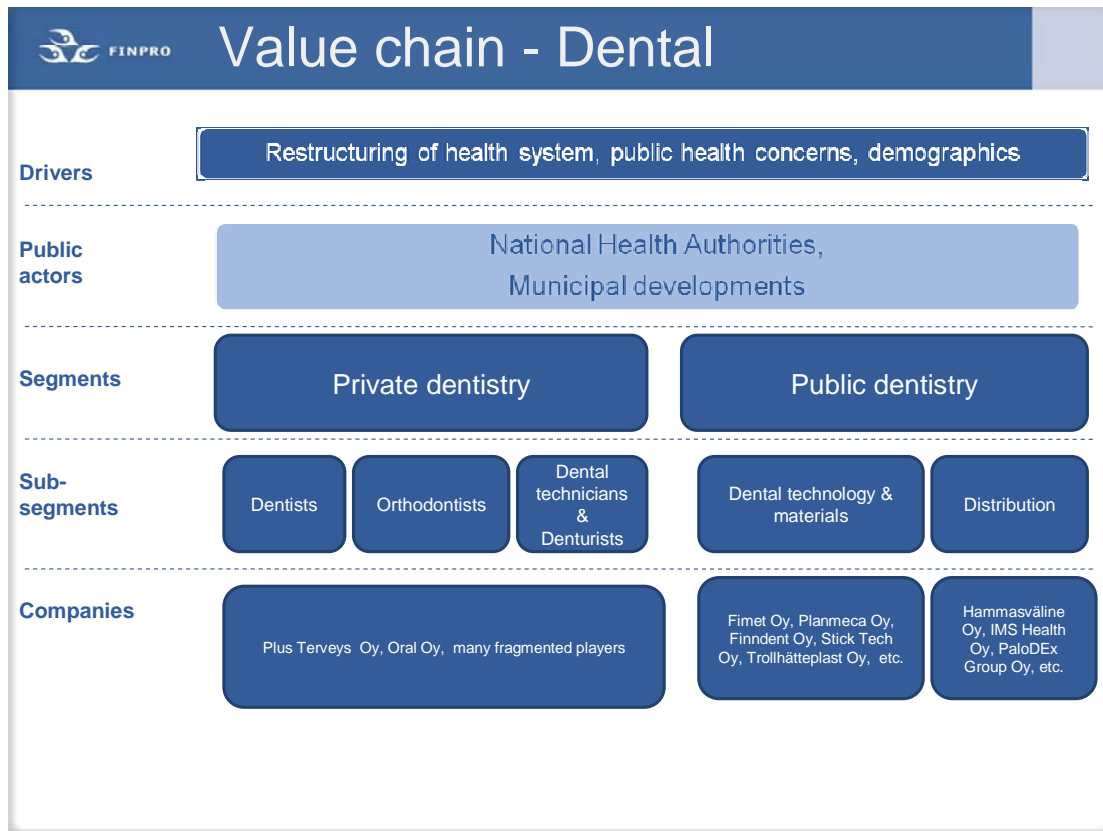 FINPRO
Value chain - Dental
Drivers
Restructuring of health system, public health concerns, demographics
Public
actors
National Health Authorities,
Municipal developments
Segments
Private dentistry
Public dentistry
Sub-
segments
Dentists
Orthodontists
Dental
technicians
&
Denturists
Dental technology &
materials
Distribution
Companies
Plus Terveys Oy, Oral Oy, many fragmented players
Fimet Oy, Planmeca Oy,
Finndent Oy, Stick Tech
Oy, Trollhätteplast Oy, etc.
Hammasväline
Oy, IMS Health
Oy, PaloDEx
Group Oy, etc.